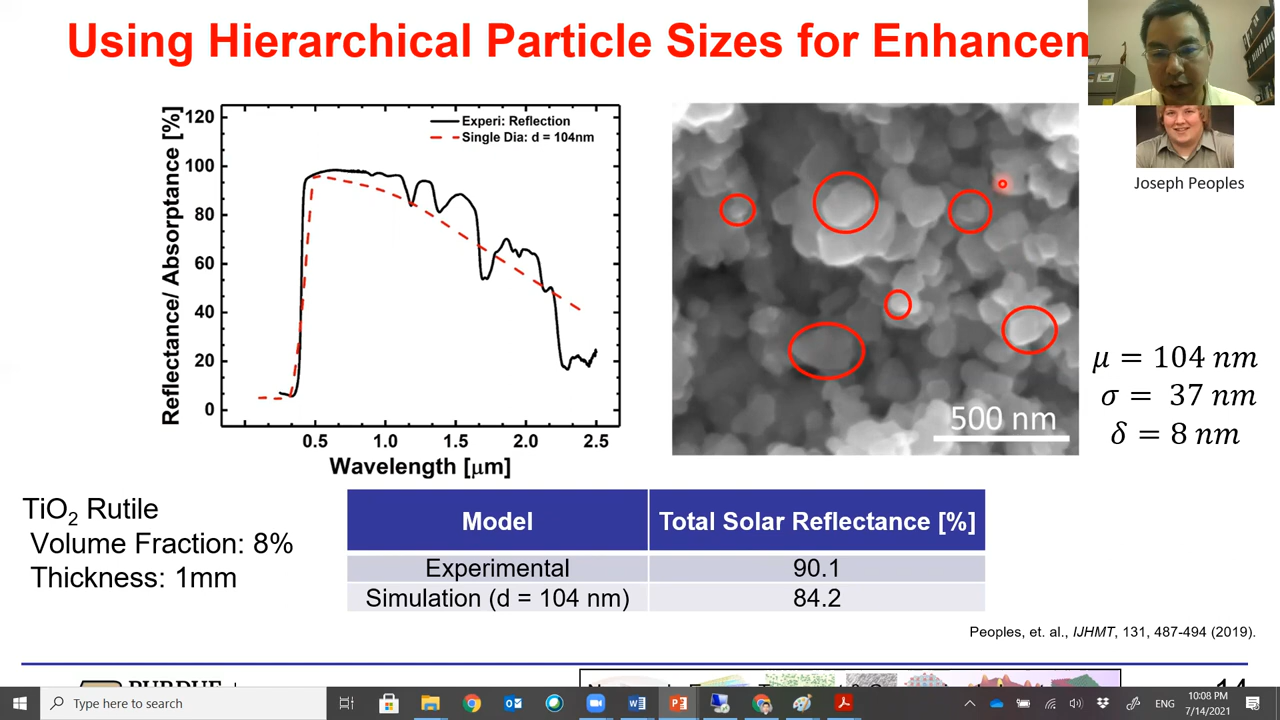 Using Hierarchical Particle Sizes for Enhancem
Reflectance/ Absorptance [%]
120
100
80
60
40
20
0
Experi: Reflection
Single Dia: d = 104nm
0.5 1.0 1.5 2.0 2.5
Wavelength [μm]
500 nm
Joseph Peoples
μ = 104 nm
σ = 37 nm
δ = 8 nm
TiO2 Rutile
Volume Fraction: 8%
Thickness: 1mm
Model Total Solar Reflectance [%]
Experimental 90.1
Simulation (d = 104 nm) 84.2
Peoples, et. al., IJHMT, 131, 487-494 (2019).
PURDUE
14
Type here to search
ENG
10:08 PM
7/14/2021